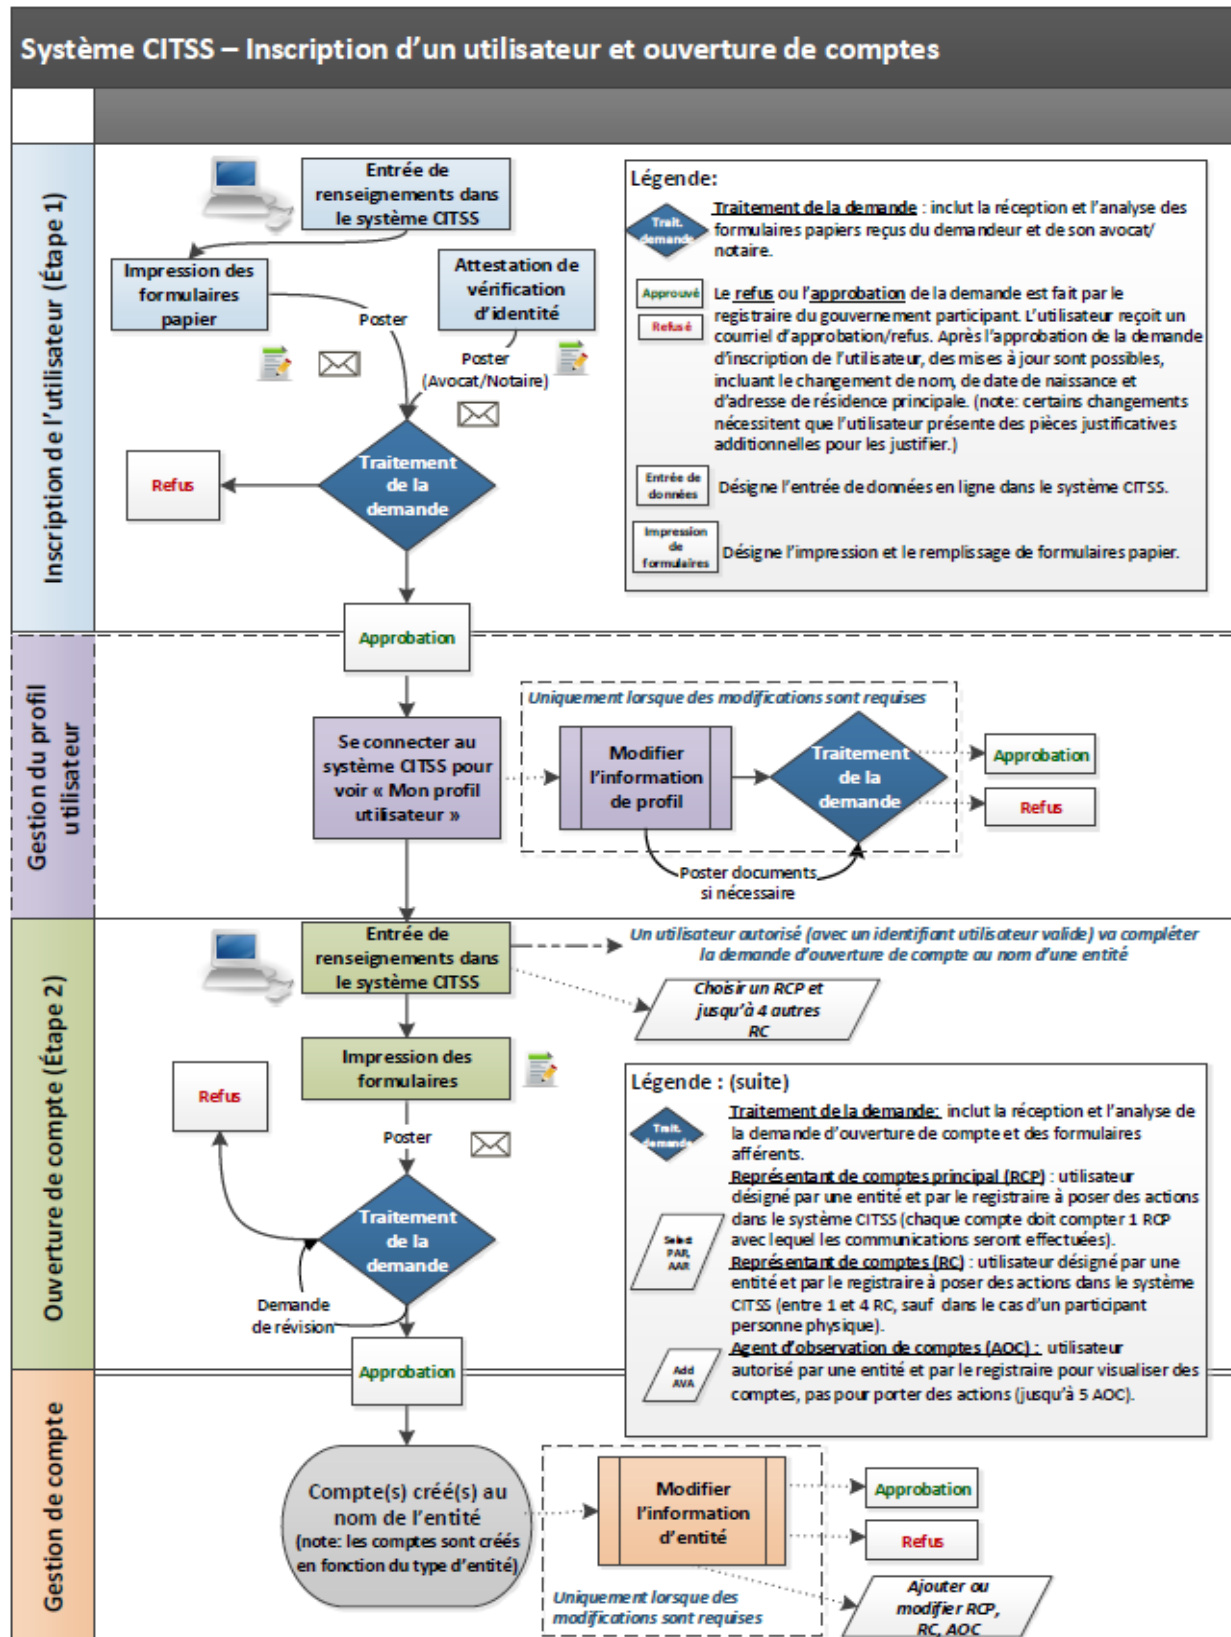 Système CITSS – Inscription d’un utilisateur et ouverture de comptes
Inscription de l’utilisateur (Étape 1)
Entrée de
renseignements dans
le système CITSS
Impression des
formulaires
papier
Attestation de
vérification
d’identité
Poster
Poster
(Avocat/Notaire)
Traitement
de la
demande
Refus
Approbation
Légende:
Trait.
demande
Traitement de la demande : inclut la réception et l’analyse des
formulaires papiers reçus du demandeur et de son avocat/
notaire.
Approuvé
Refusé
Le refus ou l’approbation de la demande est fait par le
registraire du gouvernement participant. L’utilisateur reçoit un
courriel d’approbation/refus. Après l’approbation de la demande
d’inscription de l’utilisateur, des mises à jour sont possibles,
incluant le changement de nom, de date de naissance et
d’adresse de résidence principale. (note: certains changements
nécessitent que l’utilisateur présente des pièces justificatives
additionnelles pour les justifier.)
Entrée de
données
Désigne l’entrée de données en ligne dans le système CITSS.
Impression
de
formulaires
Désigne l’impression et le remplissage de formulaires papier.
Gestion du profil
utilisateur
Se connecter au
système CITSS pour
voir « Mon profil
utilisateur »
Uniquement lorsque des modifications sont requises
Modifier
l’information
de profil
Traitement
de la
demande
Approbation
Refus
Poster documents
si nécessaire
Ouverture de compte (Étape 2)
Entrée de
renseignements dans
le système CITSS
Un utilisateur autorisé (avec un identifiant utilisateur valide) va compléter
la demande d’ouverture de compte au nom d’une entité
Choisir un RCP et
jusqu’à 4 autres
RC
Impression des
formulaires
Refus
Poster
Traitement
de la
demande
Demande
de révision
Approbation
Légende : (suite)
Trait.
demande
Traitement de la demande: inclut la réception et l’analyse de
la demande d’ouverture de compte et des formulaires
afférents.
Select
PAR,
AAR
Représentant de comptes principal (RCP) : utilisateur
désigné par une entité et par le registraire à poser des actions
dans le système CITSS (chaque compte doit compter 1 RCP
avec lequel les communications seront effectuées).
Représentant de comptes (RC) : utilisateur désigné par une
entité et par le registraire à poser des actions dans le système
CITSS (entre 1 et 4 RC, sauf dans le cas d’un participant
personne physique).
Add
AVA
Agent d’observation de comptes (AOC) : utilisateur
autorisé par une entité et par le registraire pour visualiser des
comptes, pas pour porter des actions (jusqu’à 5 AOC).
Gestion de compte
Compte(s) créé(s) au
nom de l’entité
(note: les comptes sont créés
en fonction du type d’entité)
Modifier
l’information
d’entité
Uniquement lorsque des
modifications sont requises
Approbation
Refus
Ajouter ou
modifier RCP,
RC, AOC